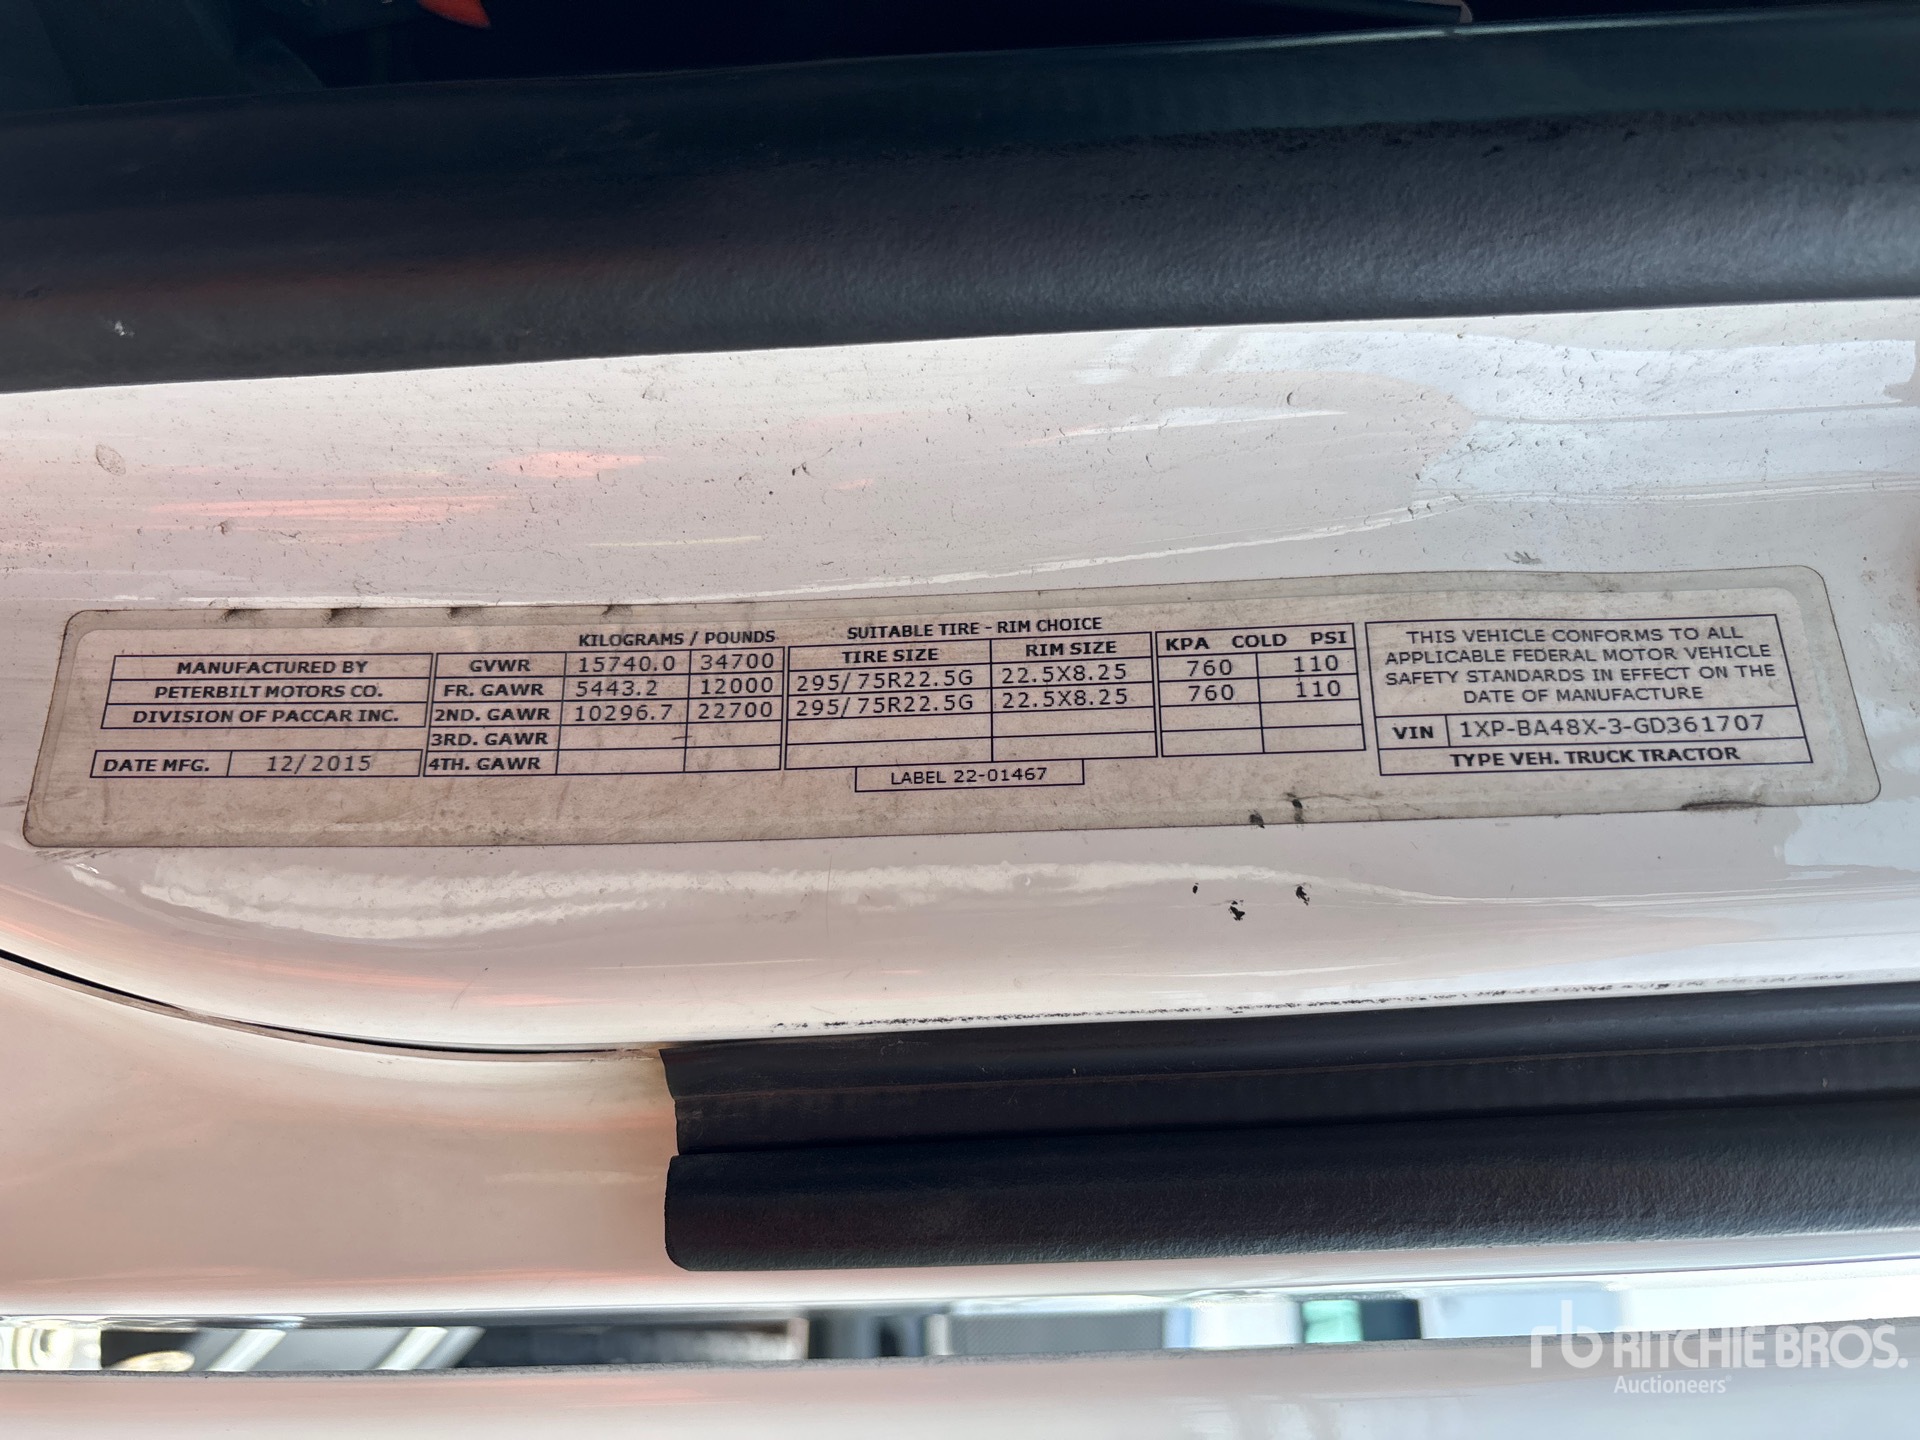 KILOGRAMS / POUNDS SUITABLE TIRE - RIM CHOICE
MANUFACTURED BY GVWR 15740.0 34700 TIRE SIZE RIM SIZE KPA COLD PSI
PETERBILT MOTORS CO. FR. GAWR 5443.2 12000 295/75R22.5G 22.5X8.25 760 110
DIVISION OF PACCAR INC. 2ND. GAWR 10296.7 22700 295/75R22.5G 22.5X8.25 760 110
3RD. GAWR
DATE MFG. 12/2015 4TH. GAWR
LABEL 22-01467
THIS VEHICLE CONFORMS TO ALL
APPLICABLE FEDERAL MOTOR VEHICLE
SAFETY STANDARDS IN EFFECT ON THE
DATE OF MANUFACTURE
VIN 1XP-BA48X-3-GD361707
TYPE VEH. TRUCK TRACTOR
rb RITCHIE BROS.
Auctioneers